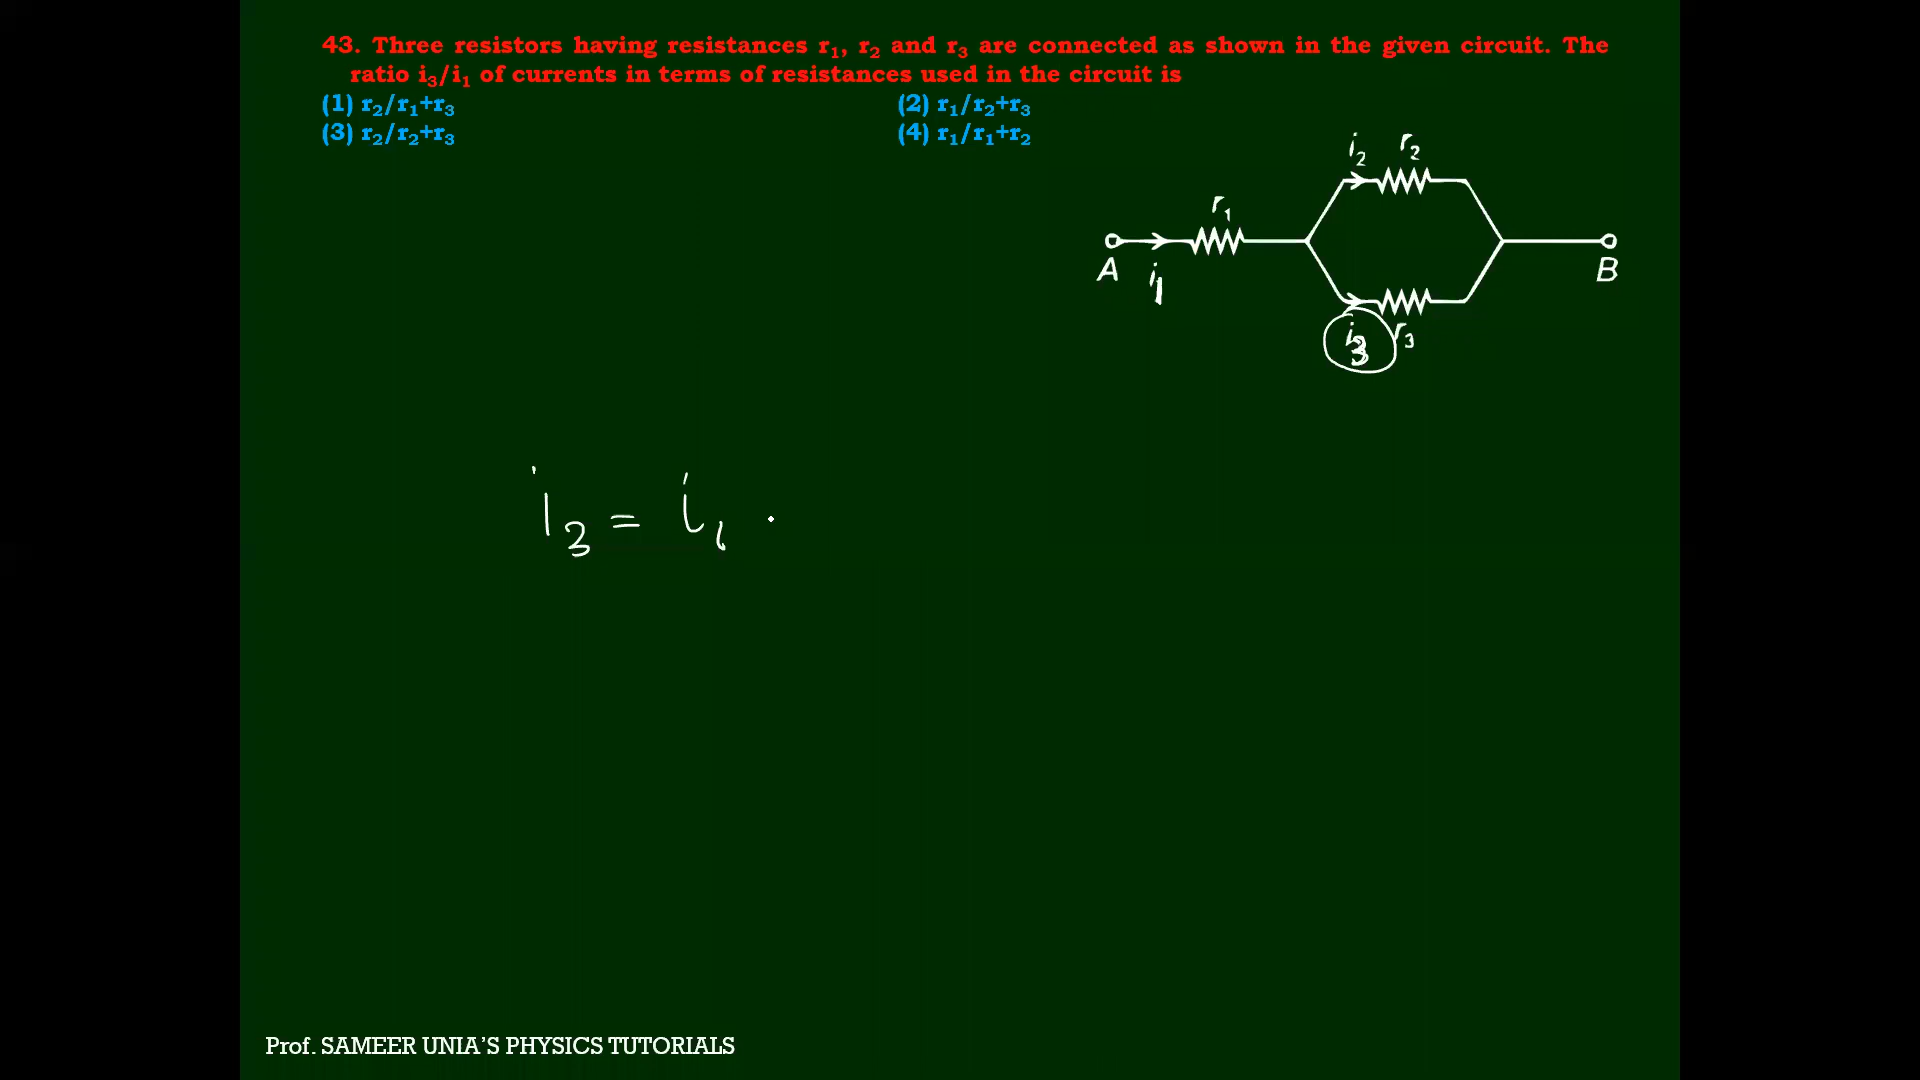 43. Three resistors having resistances r₁, r₂ and r₃ are connected as shown in the given circuit. The
ratio i₃/i₁ of currents in terms of resistances used in the circuit is
(1) r₂/r₁+r₃ (2) r₁/r₂+r₃
(3) r₂/r₂+r₃ (4) r₁/r₁+r₂
i₂ r₂
r₁
A i₁ B
i₃ r₃
i₃ = i₁ .
Prof. SAMEER UNIA'S PHYSICS TUTORIALS